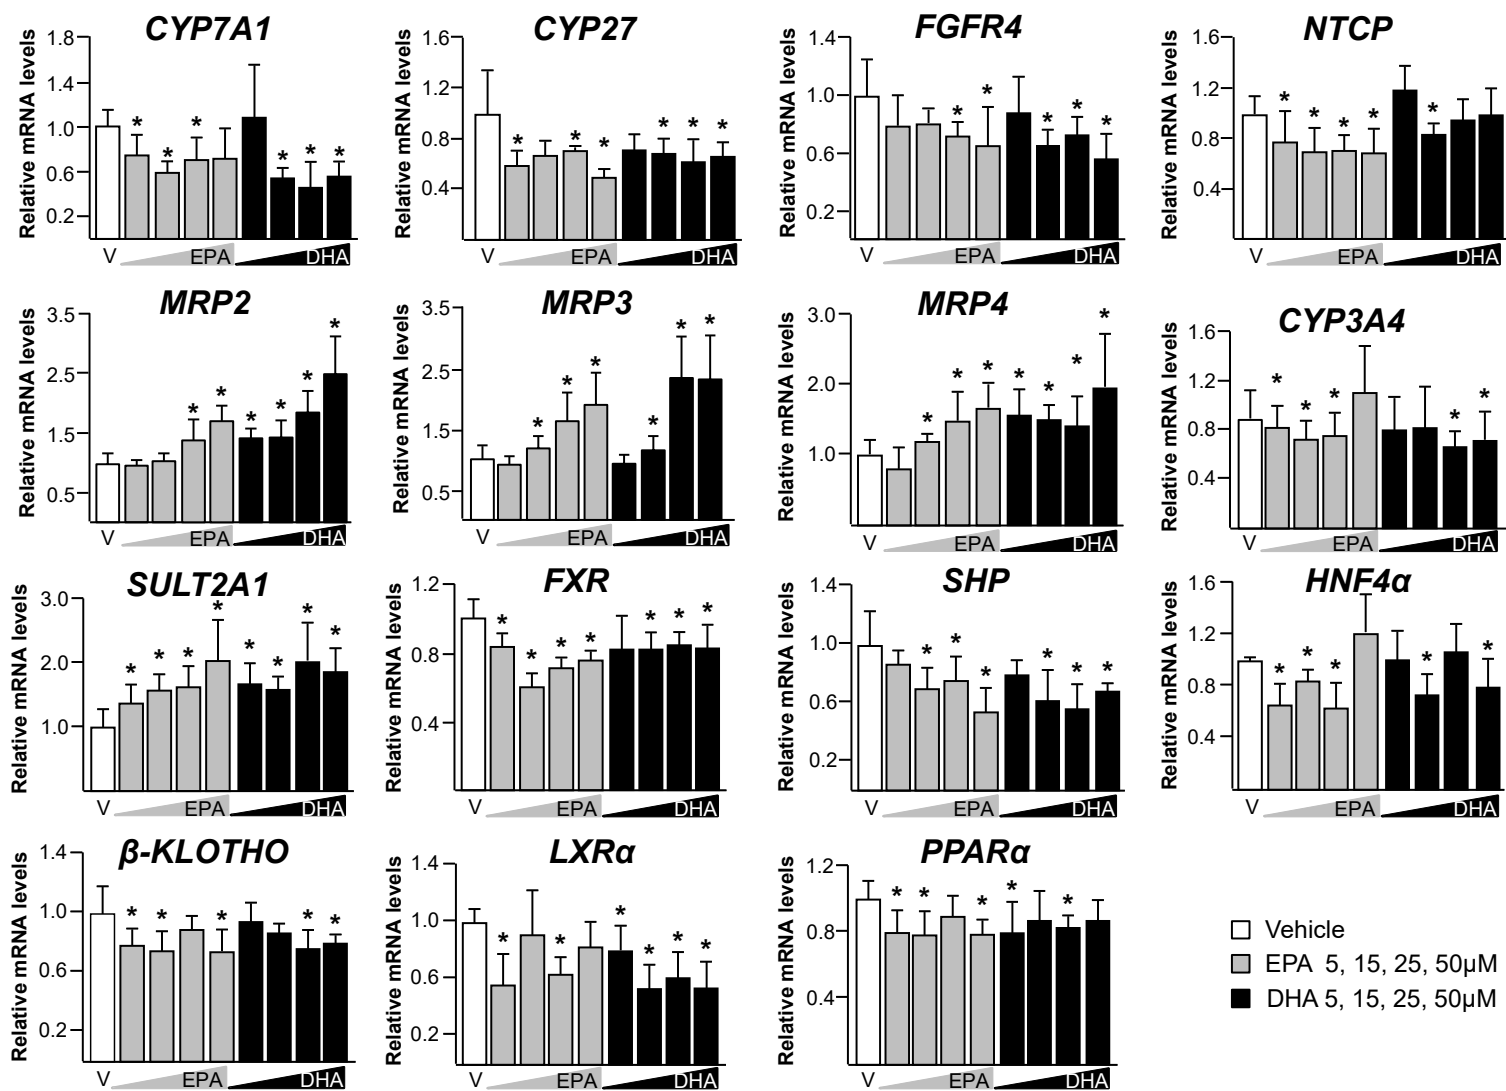 CYP7A1
Relative mRNA levels
1.8
1.4
1.0
0.6
0.2
* * * * * *
V EPA DHA
CYP27
Relative mRNA levels
1.6
1.2
0.8
0.4
* * * * * *
V EPA DHA
FGFR4
Relative mRNA levels
1.4
1.0
0.6
0.2
* * * * *
V EPA DHA
NTCP
Relative mRNA levels
1.6
1.2
0.8
0.4
* * * * *
V EPA DHA
MRP2
Relative mRNA levels
3.5
2.5
1.5
0.5
* * * * * *
V EPA DHA
MRP3
Relative mRNA levels
3.5
2.5
1.5
0.5
* * * * * *
V EPA DHA
MRP4
Relative mRNA levels
3.0
2.0
1.0
* * * * * * *
V EPA DHA
CYP3A4
Relative mRNA levels
1.6
1.2
0.8
0.4
* * * * *
V EPA DHA
SULT2A1
Relative mRNA levels
3.0
2.0
1.0
* * * * * * * *
V EPA DHA
FXR
Relative mRNA levels
1.2
0.8
0.4
* * * * * * *
V EPA DHA
SHP
Relative mRNA levels
1.4
1.0
0.6
0.2
* * * * * *
V EPA DHA
HNF4α
Relative mRNA levels
1.6
1.2
0.8
0.4
* * * * *
V EPA DHA
β-KLOTHO
Relative mRNA levels
1.4
1.0
0.6
0.2
* * * * *
V EPA DHA
LXRα
Relative mRNA levels
1.4
1.0
0.6
0.2
* * * * * *
V EPA DHA
PPARα
Relative mRNA levels
1.2
0.8
0.4
* * * * *
V EPA DHA
Vehicle
EPA 5, 15, 25, 50μM
DHA 5, 15, 25, 50μM